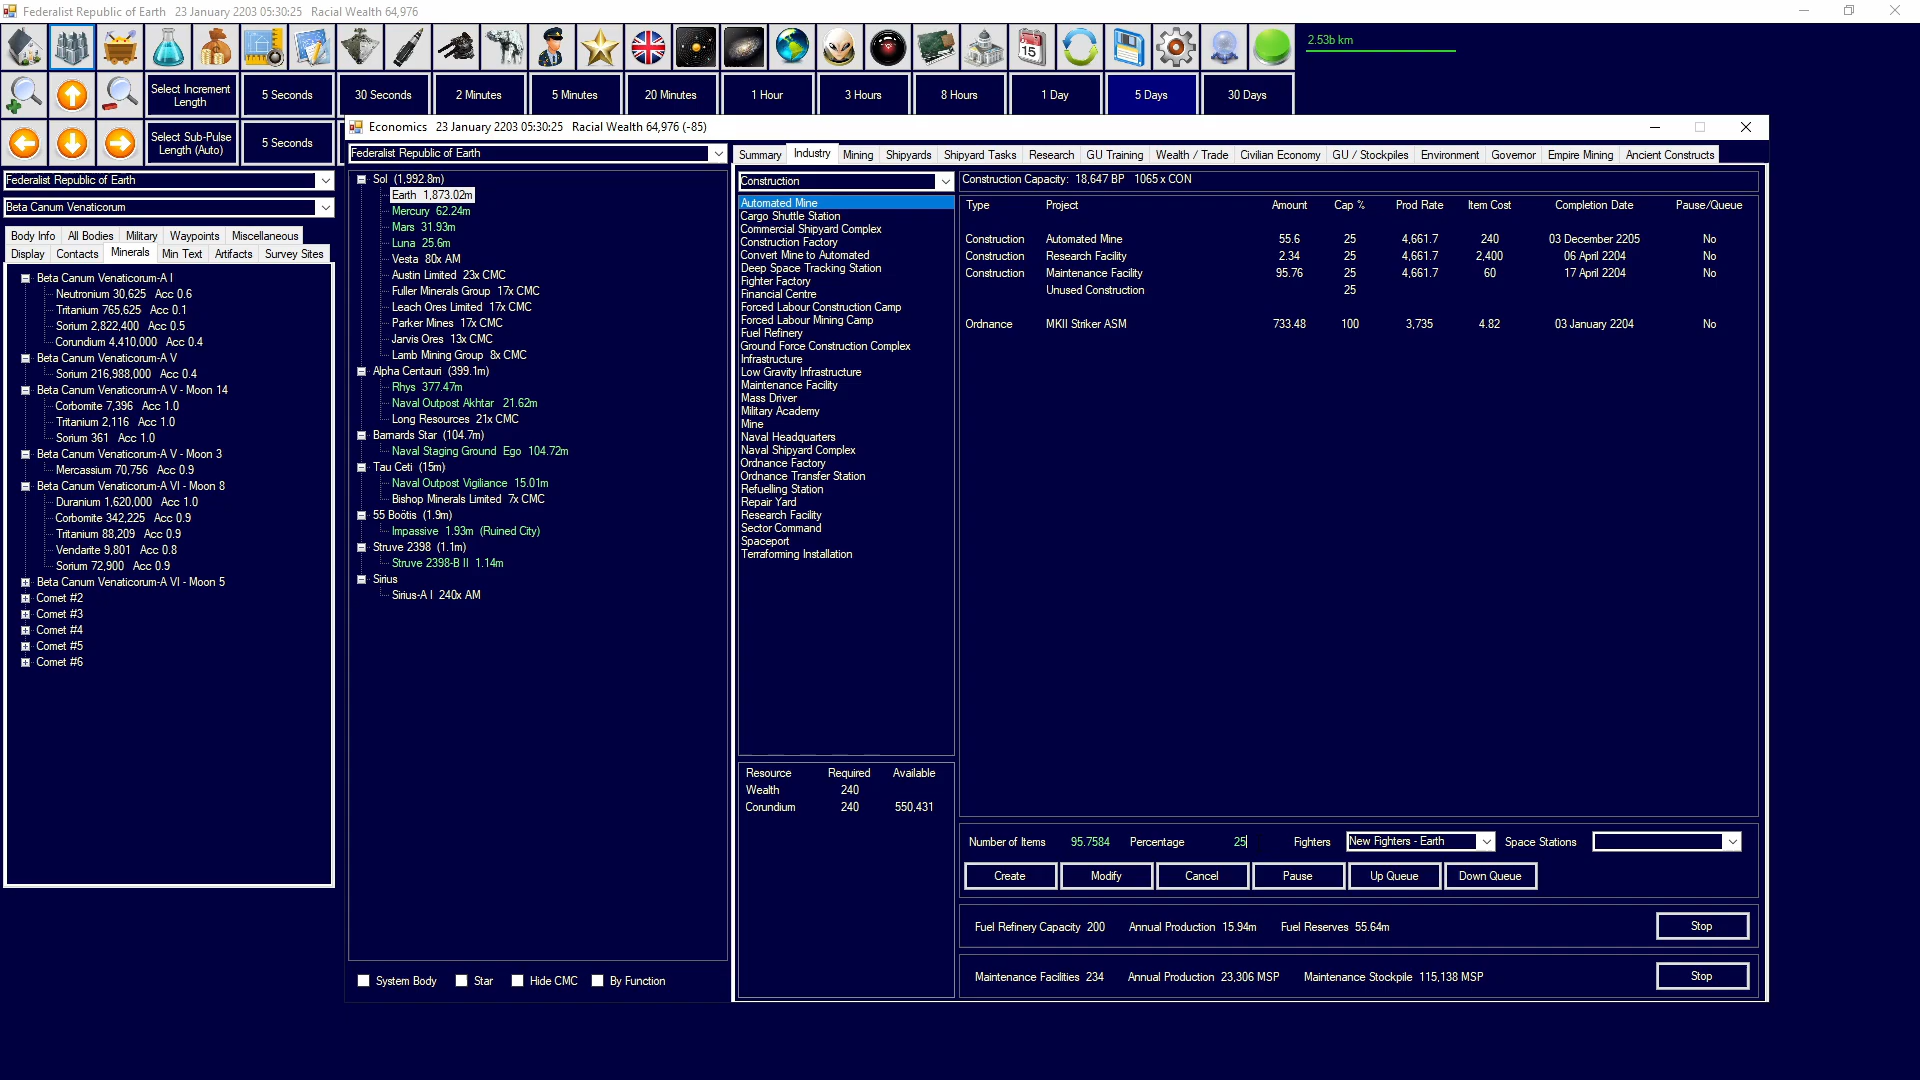 Federalist Republic of Earth   23 January 2203 05:30:25   Racial Wealth 64,976
15
2.53b km
Select Increment Length
5 Seconds
30 Seconds
2 Minutes
5 Minutes
20 Minutes
1 Hour
3 Hours
8 Hours
1 Day
5 Days
30 Days
Select Sub-Pulse Length (Auto)
5 Seconds
Federalist Republic of Earth
Beta Canum Venaticorum
Body Info   All Bodies   Military   Waypoints   Miscellaneous
Display   Contacts   Minerals   Min Text   Artifacts   Survey Sites
Beta Canum Venaticorum-A I
Neutronium 30,625   Acc 0.6
Tritanium 765,625   Acc 0.1
Sorium 2,822,400   Acc 0.5
Corundium 4,410,000   Acc 0.4
Beta Canum Venaticorum-A V
Sorium 216,988,000   Acc 0.4
Beta Canum Venaticorum-A V - Moon 14
Corbomite 7,396   Acc 1.0
Tritanium 2,116   Acc 1.0
Sorium 361   Acc 1.0
Beta Canum Venaticorum-A V - Moon 3
Mercassium 70,756   Acc 0.9
Beta Canum Venaticorum-A VI - Moon 8
Duranium 1,620,000   Acc 1.0
Corbomite 342,225   Acc 0.9
Tritanium 88,209   Acc 0.9
Vendarite 9,801   Acc 0.8
Sorium 72,900   Acc 0.9
Beta Canum Venaticorum-A VI - Moon 5
Comet #2
Comet #3
Comet #4
Comet #5
Comet #6
Economics   23 January 2203 05:30:25   Racial Wealth 64,976 (-85)
Federalist Republic of Earth
Sol  (1,992.8m)
Earth  1,873.02m
Mercury  62.24m
Mars  31.93m
Luna  25.6m
Vesta  80x AM
Austin Limited  23x CMC
Fuller Minerals Group  17x CMC
Leach Ores Limited  17x CMC
Parker Mines  17x CMC
Jarvis Ores  13x CMC
Lamb Mining Group  8x CMC
Alpha Centauri  (399.1m)
Rhys  377.47m
Naval Outpost Akhtar   21.62m
Long Resources  21x CMC
Barnards Star  (104.7m)
Naval Staging Ground  Ego  104.72m
Tau Ceti  (15m)
Naval Outpost Vigiliance  15.01m
Bishop Minerals Limited  7x CMC
55 Boötis  (1.9m)
Impassive  1.93m  (Ruined City)
Struve 2398  (1.1m)
Struve 2398-B II  1.14m
Sirius
Sirius-A I  240x AM
System Body   Star   Hide CMC   By Function
Summary   Industry   Mining   Shipyards   Shipyard Tasks   Research   GU Training   Wealth / Trade   Civilian Economy   GU / Stockpiles   Environment   Governor   Empire Mining   Ancient Constructs
Construction
Automated Mine
Cargo Shuttle Station
Commercial Shipyard Complex
Construction Factory
Convert Mine to Automated
Deep Space Tracking Station
Fighter Factory
Financial Centre
Forced Labour Construction Camp
Forced Labour Mining Camp
Fuel Refinery
Ground Force Construction Complex
Infrastructure
Low Gravity Infrastructure
Maintenance Facility
Mass Driver
Military Academy
Mine
Naval Headquarters
Naval Shipyard Complex
Ordnance Factory
Ordnance Transfer Station
Refuelling Station
Repair Yard
Research Facility
Sector Command
Spaceport
Terraforming Installation
Resource   Required   Available
Wealth   240
Corundium   240   550,431
Construction Capacity:  18,647 BP   1065 x CON
Type   Project   Amount   Cap %   Prod Rate   Item Cost   Completion Date   Pause/Queue
Construction   Automated Mine   55.6   25   4,661.7   240   03 December 2205   No
Construction   Research Facility   2.34   25   4,661.7   2,400   06 April 2204   No
Construction   Maintenance Facility   95.76   25   4,661.7   60   17 April 2204   No
Unused Construction   25
Ordnance   MKII Striker ASM   733.48   100   3,735   4.82   03 January 2204   No
Number of Items   95.7584   Percentage   25   Fighters   New Fighters - Earth   Space Stations
Create   Modify   Cancel   Pause   Up Queue   Down Queue
Fuel Refinery Capacity  200   Annual Production  15.94m   Fuel Reserves  55.64m   Stop
Maintenance Facilities  234   Annual Production  23,306 MSP   Maintenance Stockpile  115,138 MSP   Stop